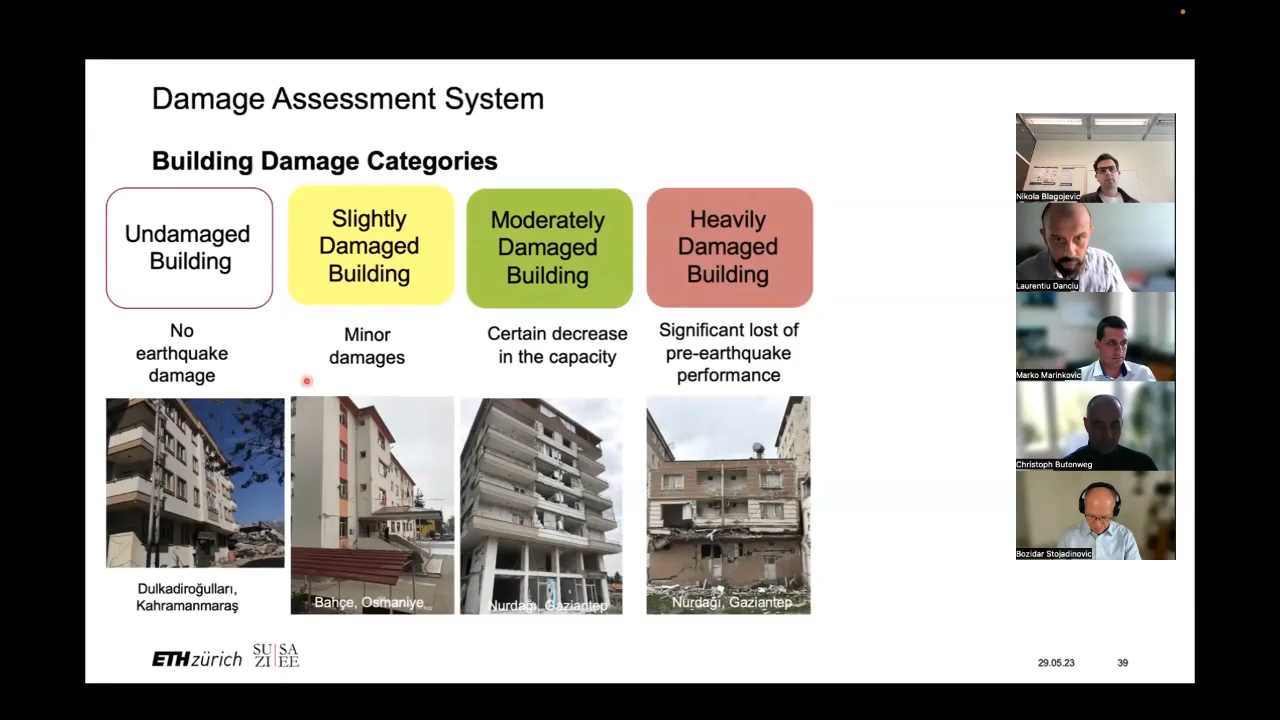 Damage Assessment System
Building Damage Categories
Undamaged
Building
Slightly
Damaged
Building
Moderately
Damaged
Building
Heavily
Damaged
Building
No
earthquake
damage
Minor
damages
Certain decrease
in the capacity
Significant lost of
pre-earthquake
performance
Dulkadiroğulları,
Kahramanmaraş
Bahçe, Osmaniye
Nurdağı, Gaziantep
Nurdağı, Gaziantep
ETH zürich
SU|SA
ZI|EE
29.05.23
39
Nikola Blagojevic
Laurentiu Danciu
Marko Marinkovic
Christoph Butenweg
Bozidar Stojadinovic